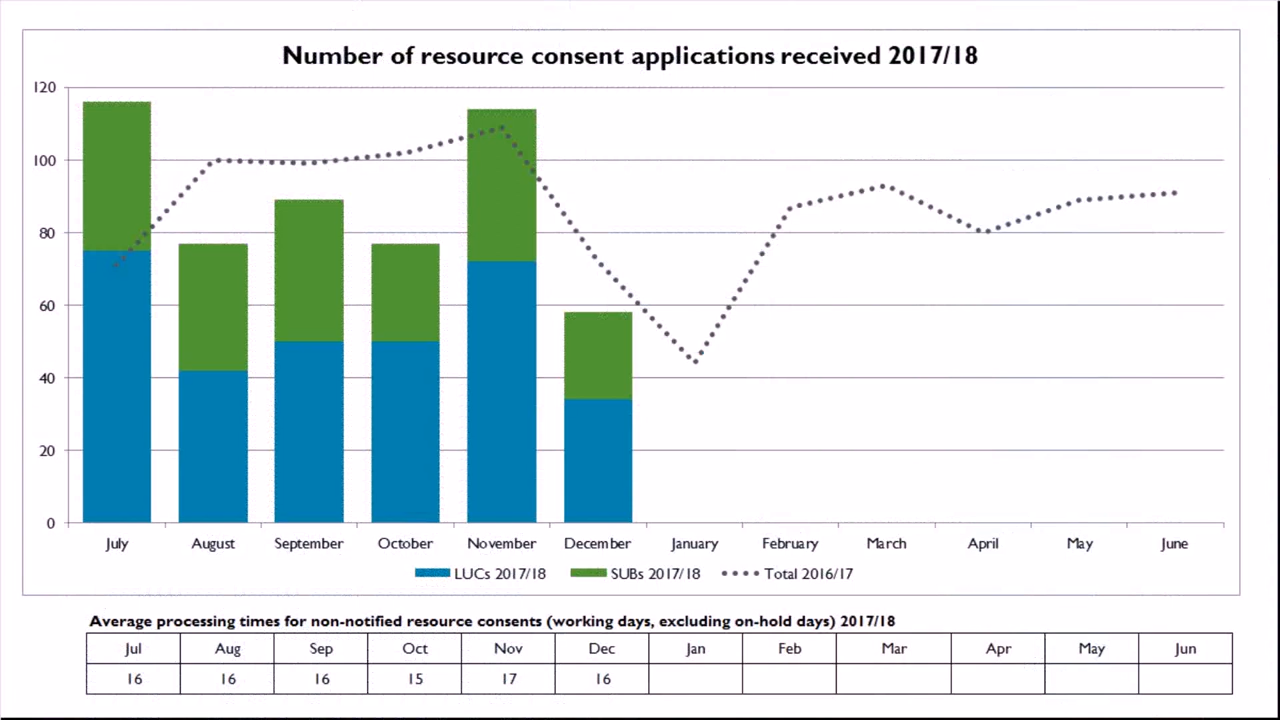 Number of resource consent applications received 2017/18
120
100
80
60
40
20
0
July August September October November December January February March April May June
LUCs 2017/18 SUBs 2017/18 Total 2016/17
Average processing times for non-notified resource consents (working days, excluding on-hold days) 2017/18
Jul Aug Sep Oct Nov Dec Jan Feb Mar Apr May Jun
16 16 16 15 17 16